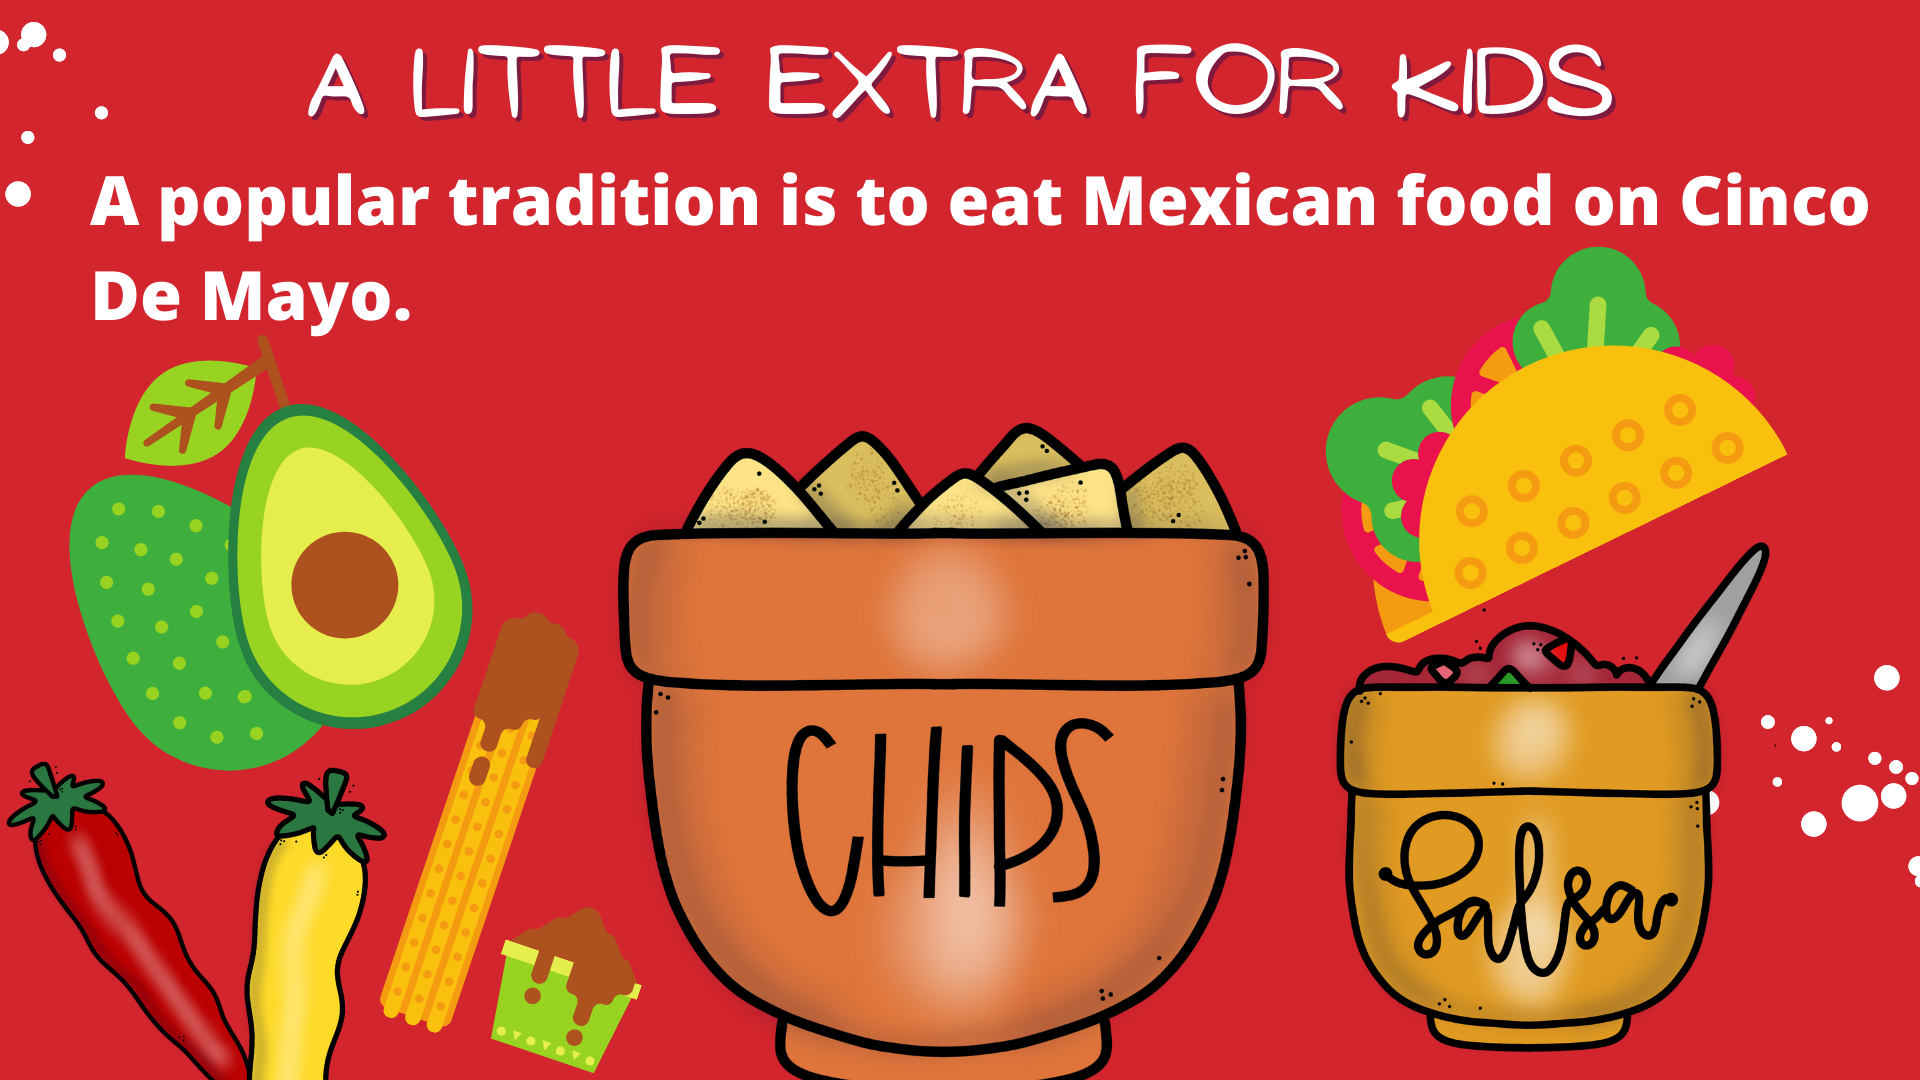 A LITTLE EXTRA FOR KIDS
A popular tradition is to eat Mexican food on Cinco
De Mayo.
CHIPS
Salsa